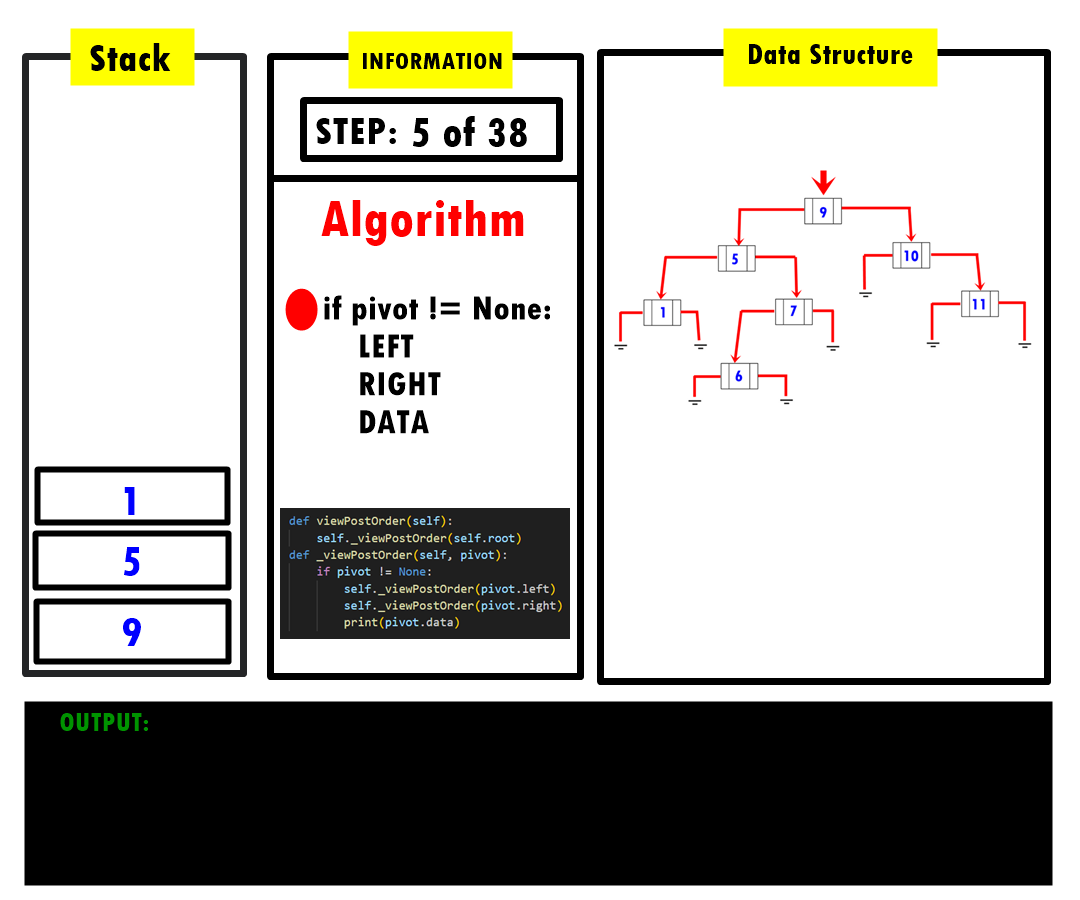 Stack
1
5
9
INFORMATION
STEP: 5 of 38
Algorithm
if pivot != None:
LEFT
RIGHT
DATA
def viewPostOrder(self):
self._viewPostOrder(self.root)
def _viewPostOrder(self, pivot):
if pivot != None:
self._viewPostOrder(pivot.left)
self._viewPostOrder(pivot.right)
print(pivot.data)
Data Structure
9
5
10
1
7
11
6
OUTPUT: